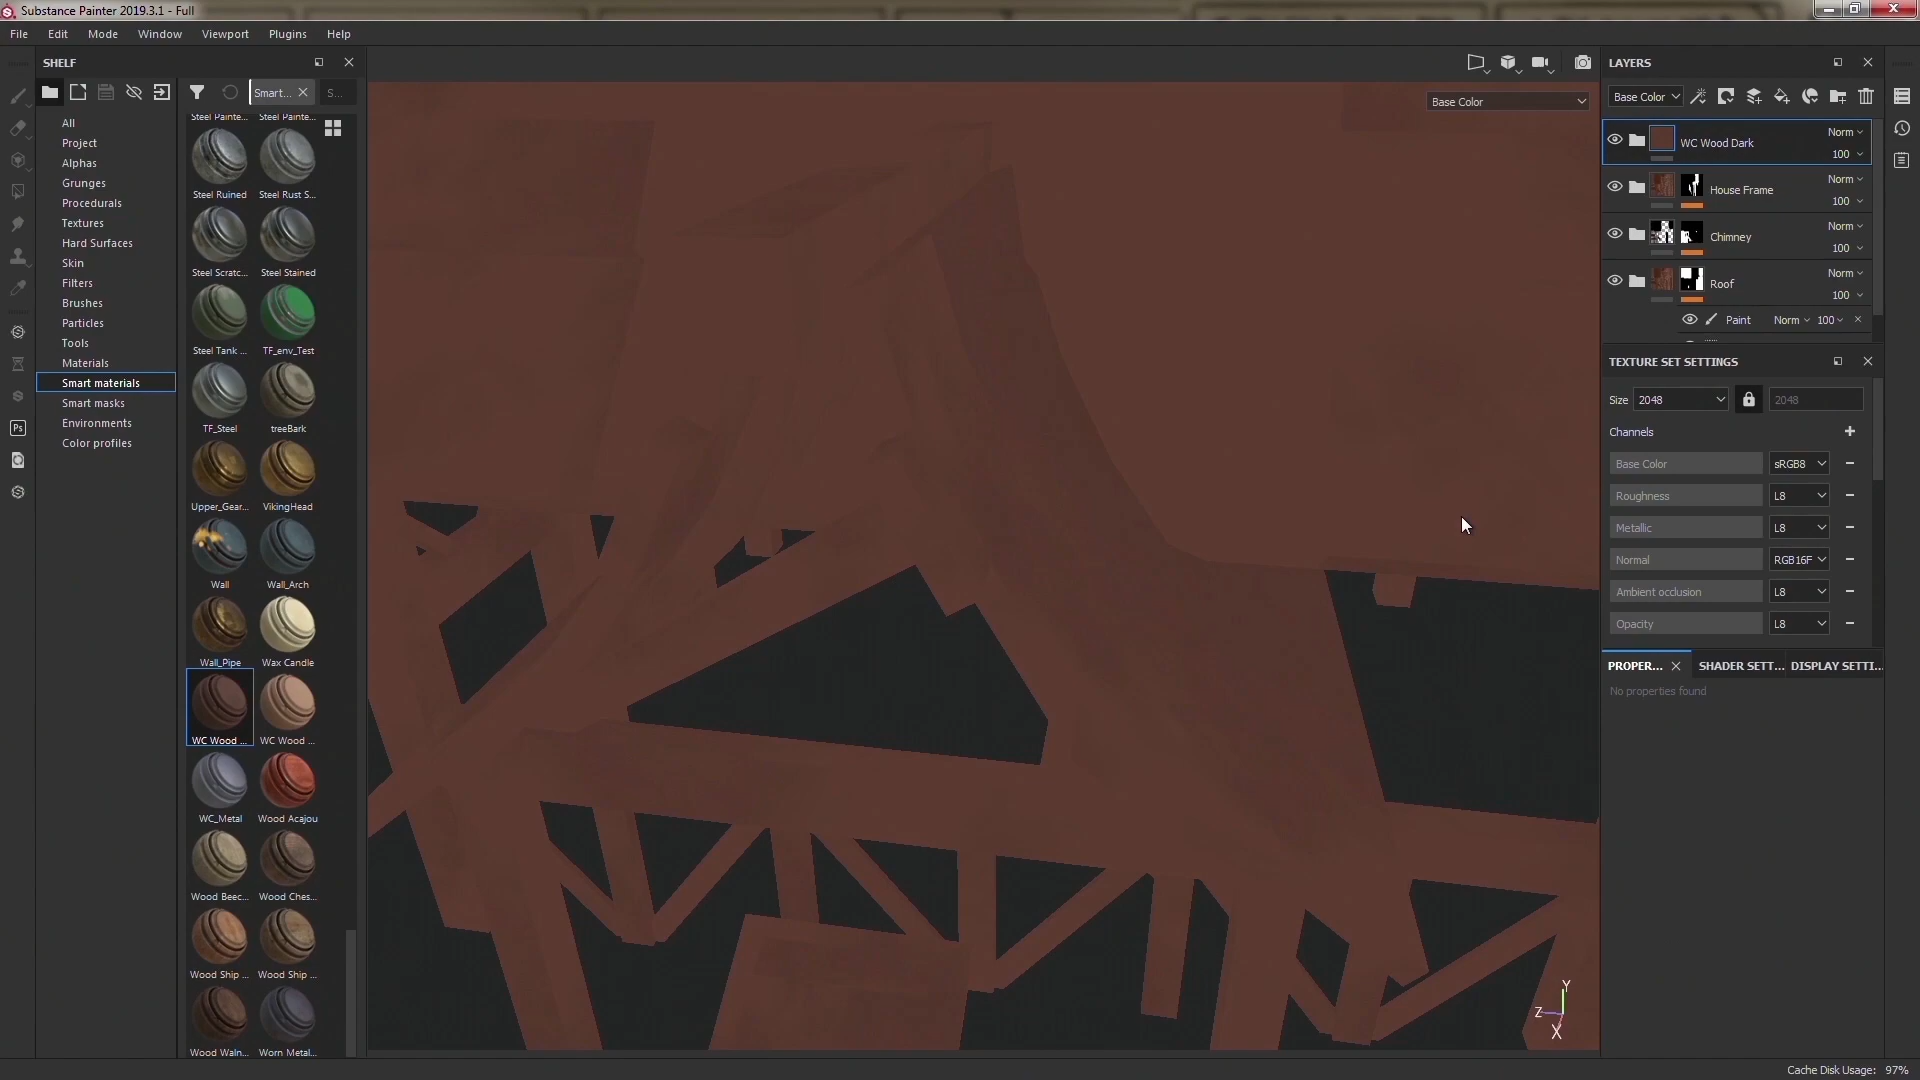 Substance Painter 2019.3.1 - Full
File Edit Mode Window Viewport Plugins Help
SHELF
Smart...
S...
All
Project
Alphas
Grunges
Procedurals
Textures
Hard Surfaces
Skin
Filters
Brushes
Particles
Tools
Materials
Smart materials
Smart masks
Environments
Color profiles
Ps
Steel Painte... Steel Painte...
Steel Ruined Steel Rust S...
Steel Scratc... Steel Stained
Steel Tank ... TF_env_Test
TF_Steel treeBark
Upper_Gear... VikingHead
Wall Wall_Arch
Wall_Pipe Wax Candle
WC Wood ... WC Wood ...
WC_Metal Wood Acajou
Wood Beec... Wood Ches...
Wood Ship ... Wood Ship ...
Wood Waln... Worn Metal...
Base Color
Y
Z
X
LAYERS
Base Color
WC Wood Dark Norm 100
House Frame Norm 100
Chimney Norm 100
Roof Norm 100
Paint Norm 100
TEXTURE SET SETTINGS
Size 2048 2048
Channels
Base Color sRGB8
Roughness L8
Metallic L8
Normal RGB16F
Ambient occlusion L8
Opacity L8
PROPER... SHADER SETT... DISPLAY SETTI...
No properties found
Cache Disk Usage: 97%